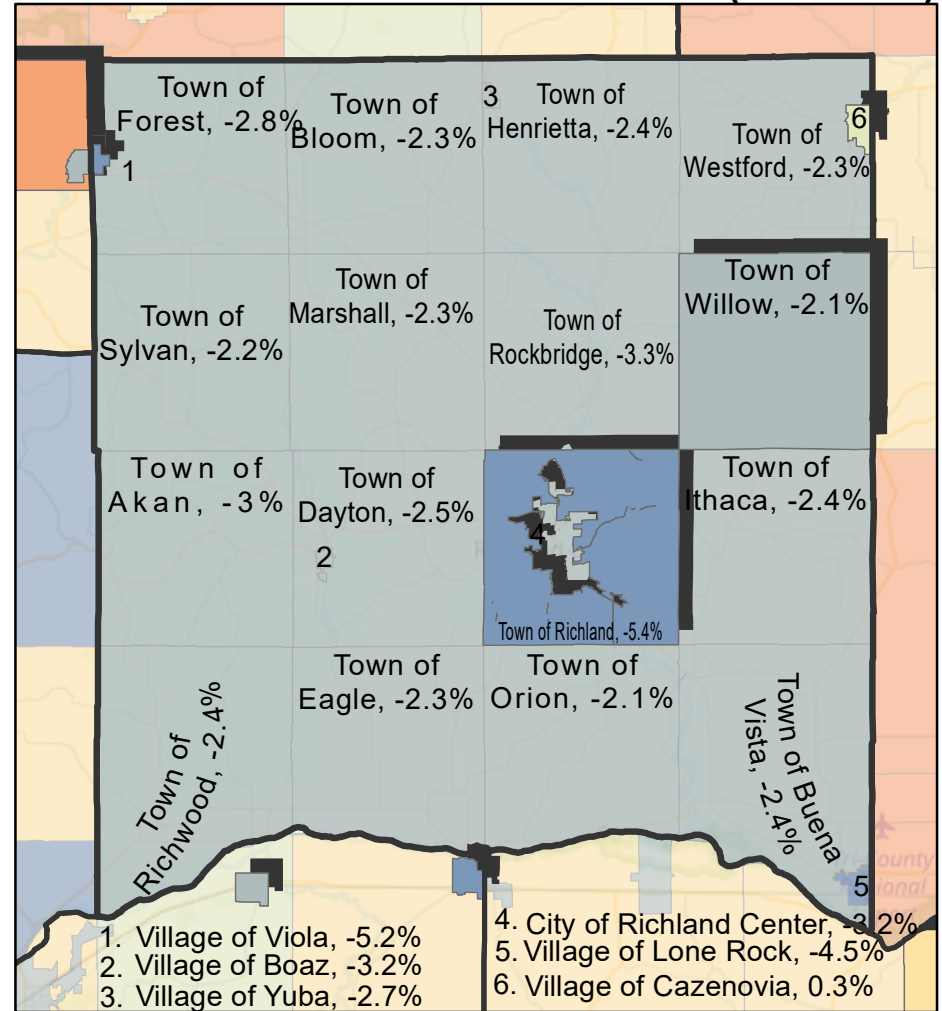 Town of
Forest, -2.8%
Town of
Bloom, -2.3%
3
Town of
Henrietta, -2.4%
Town of
Westford, -2.3%
6
1
Town of
Sylvan, -2.2%
Town of
Marshall, -2.3%
Town of
Rockbridge, -3.3%
Town of
Willow, -2.1%
Town of
Akan, -3%
Town of
Dayton, -2.5%
2
4
Town of Richland, -5.4%
Town of
Ithaca, -2.4%
Town of
Richwood, -2.4%
Town of
Eagle, -2.3%
Town of
Orion, -2.1%
Town of Buena
Vista, -2.4%
County
5
1. Village of Viola, -5.2%
2. Village of Boaz, -3.2%
3. Village of Yuba, -2.7%
4. City of Richland Center, -3.2%
5. Village of Lone Rock, -4.5%
6. Village of Cazenovia, 0.3%